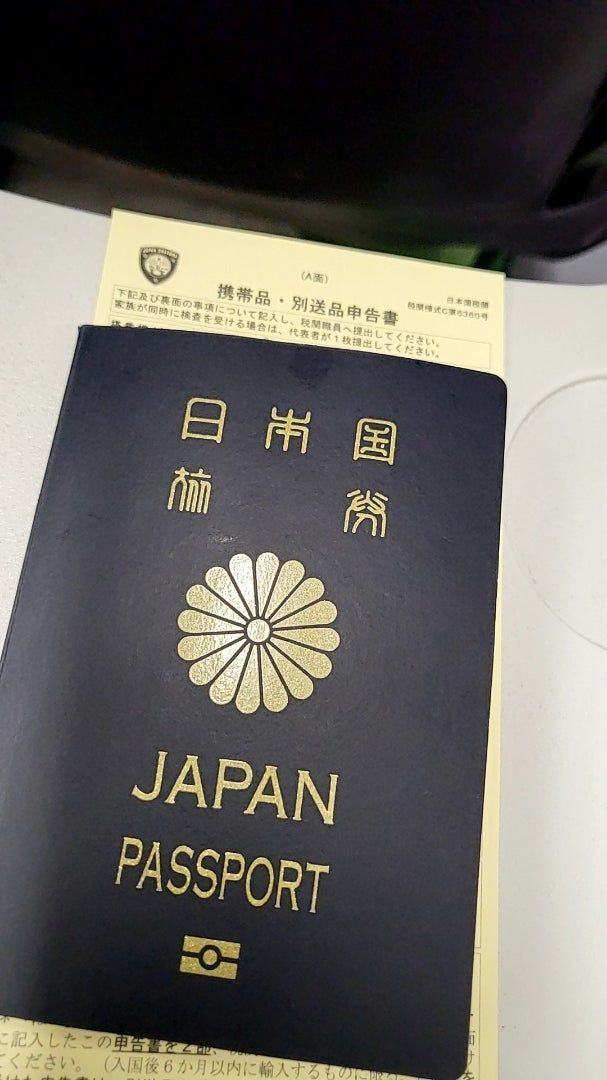 JAPAN CUSTOMS
(A面)
日本国税関
税関様式C第5360号
携帯品・別送品申告書
下記及び裏面の事項について記入し、税関職員へ提出してください。
家族が同時に検査を受ける場合は、代表者が1枚提出してください。
日本国
旅券
JAPAN
PASSPORT
に記入したこの申告書を2部、
てください。（入国後6か月以内に輸入するものに限る